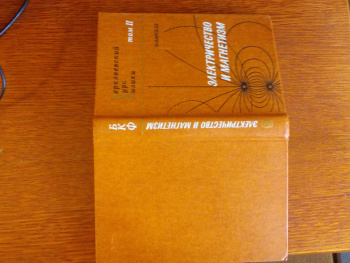 берклеевский
курс
физики
том II
ЭЛЕКТРИЧЕСТВО
И МАГНЕТИЗМ
БКФ
ЭЛЕКТРИЧЕСТВО И МАГНЕТИЗМ